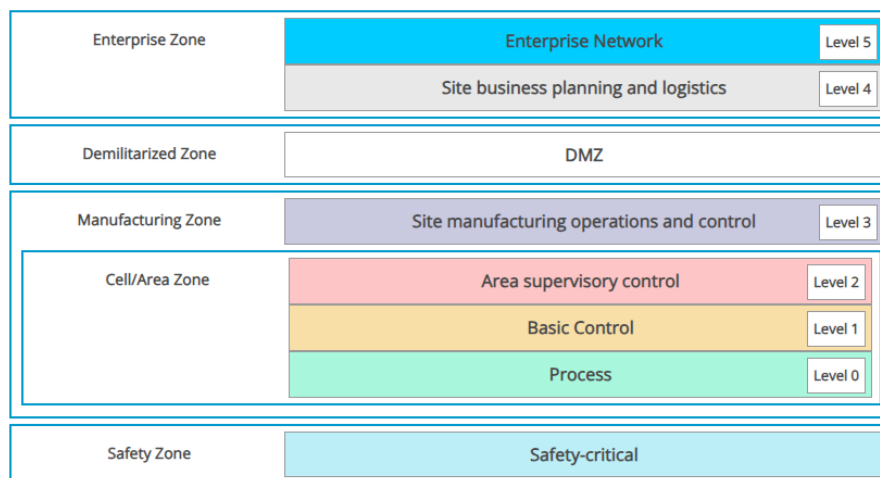 Enterprise Zone
Enterprise Network
Level 5
Site business planning and logistics
Level 4
Demilitarized Zone
DMZ
Manufacturing Zone
Site manufacturing operations and control
Level 3
Cell/Area Zone
Area supervisory control
Level 2
Basic Control
Level 1
Process
Level 0
Safety Zone
Safety-critical